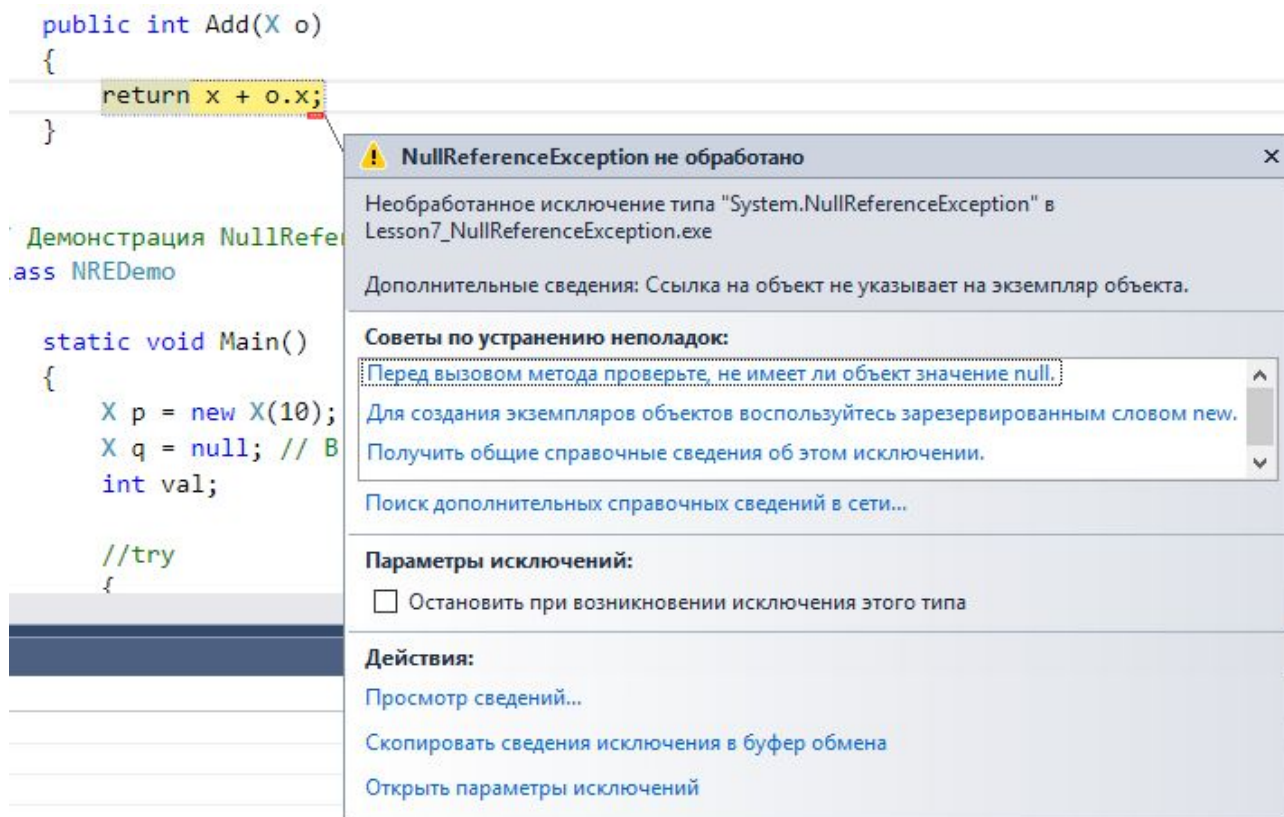 public int Add(X o)
{
return x + o.x;
}
NullReferenceException не обработано
Необработанное исключение типа "System.NullReferenceException" в
Lesson7_NullReferenceException.exe
Дополнительные сведения: Ссылка на объект не указывает на экземпляр объекта.
Советы по устранению неполадок:
Перед вызовом метода проверьте, не имеет ли объект значение null.
Для создания экземпляров объектов воспользуйтесь зарезервированным словом new.
Получить общие справочные сведения об этом исключении.
Поиск дополнительных справочных сведений в сети...
Параметры исключений:
Остановить при возникновении исключения этого типа
Действия:
Просмотр сведений...
Скопировать сведения исключения в буфер обмена
Открыть параметры исключений
Демонстрация NullRefe
ass NREDemo
static void Main()
{
X p = new X(10);
X q = null; // В
int val;
//try
{